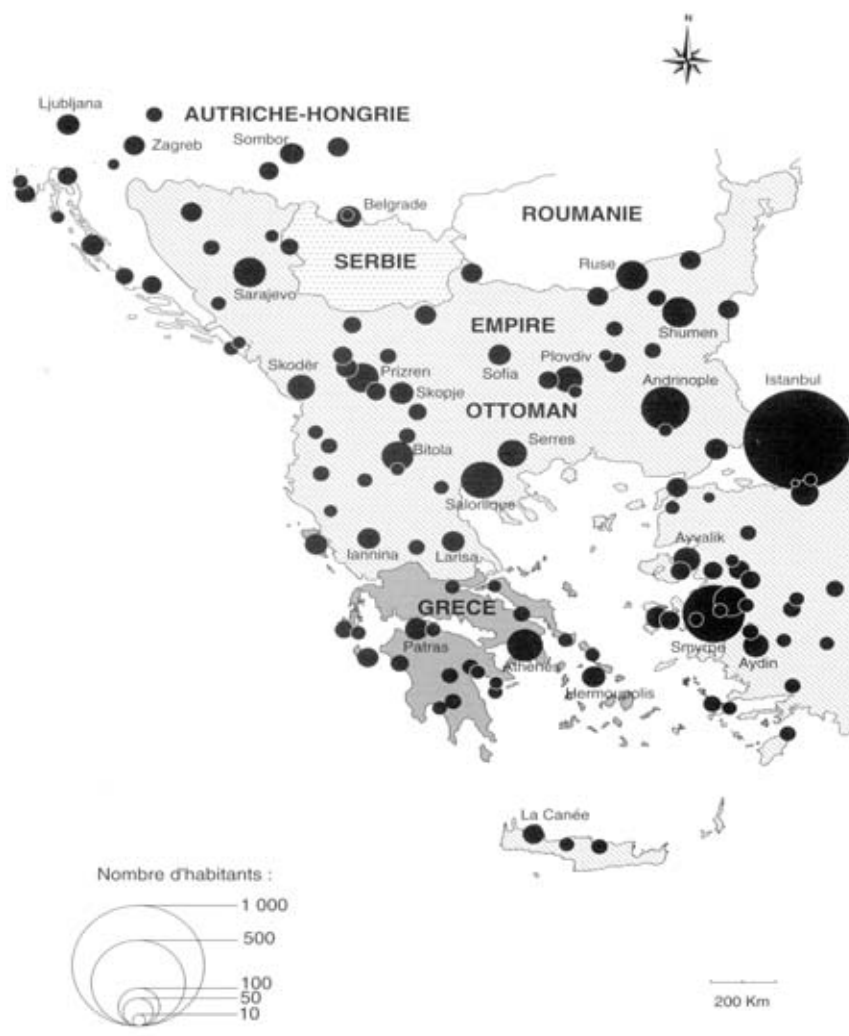 N
Ljubljana
AUTRICHE-HONGRIE
Zagreb
Sombor
Belgrade
ROUMANIE
SERBIE
Ruse
Sarajevo
EMPIRE
Shumen
Skodër
Prizren
Sofia
Plovdiv
Skopje
Andrinople
Istanbul
OTTOMAN
Bitola
Serres
Salonique
Iannina
Larisa
Ayvalik
GRECE
Patras
Athènes
Smyrne
Aydin
Hermoupolis
La Canée
Nombre d'habitants :
1 000
500
100
50
10
200 Km